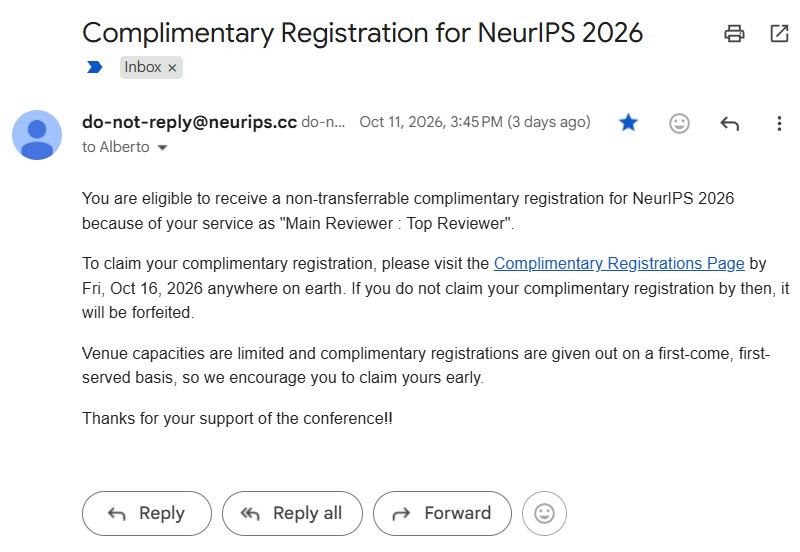 Complimentary Registration for NeurIPS 2026
Inbox ×
do-not-reply@neurips.cc do-n... Oct 11, 2026, 3:45 PM (3 days ago)
to Alberto
You are eligible to receive a non-transferrable complimentary registration for NeurIPS 2026
because of your service as "Main Reviewer : Top Reviewer".
To claim your complimentary registration, please visit the Complimentary Registrations Page by
Fri, Oct 16, 2026 anywhere on earth. If you do not claim your complimentary registration by then, it
will be forfeited.
Venue capacities are limited and complimentary registrations are given out on a first-come, first-
served basis, so we encourage you to claim yours early.
Thanks for your support of the conference!!
Reply Reply all Forward